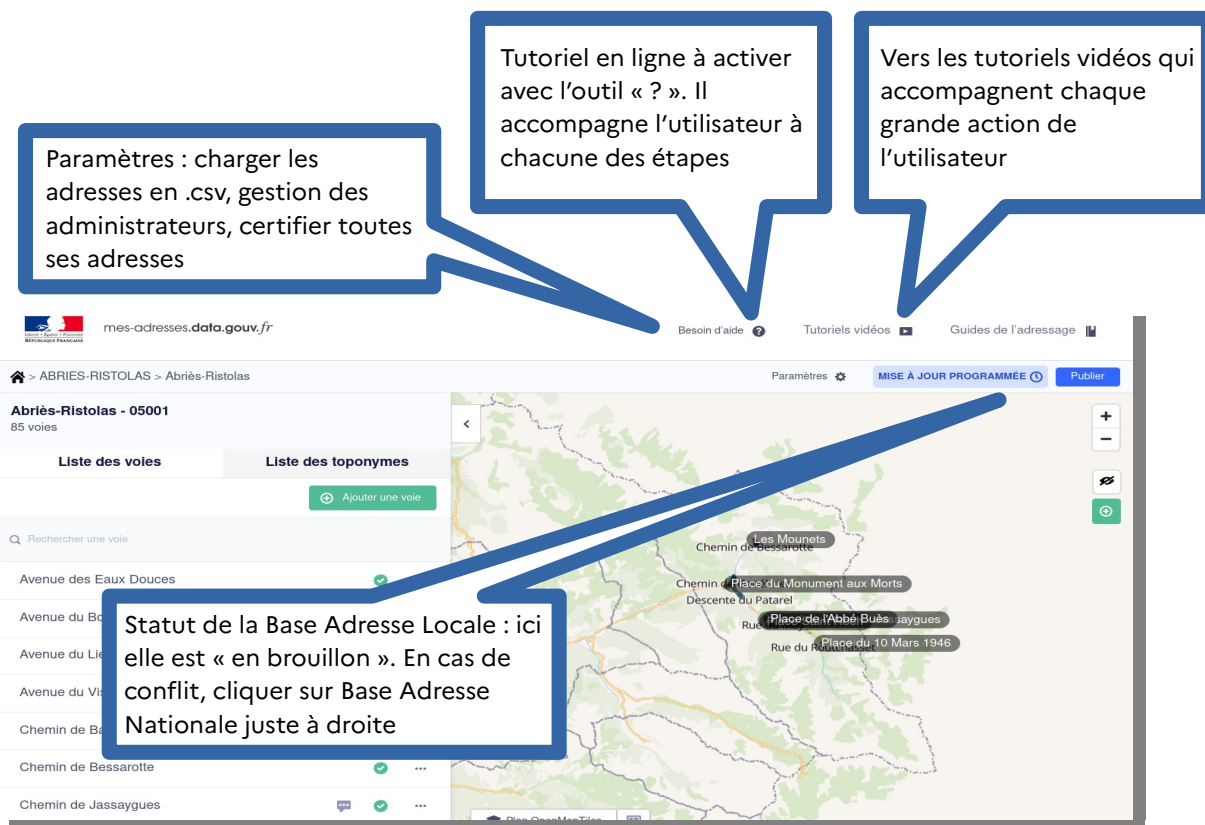 Tutoriel en ligne à activer
avec l’outil « ? ». Il
accompagne l’utilisateur à
chacune des étapes
Vers les tutoriels vidéos qui
accompagnent chaque
grande action de
l’utilisateur
Paramètres : charger les
adresses en .csv, gestion des
administrateurs, certifier toutes
ses adresses
mes-adresses.data.gouv.fr
Besoin d'aide
Tutoriels vidéos
Guides de l'adressage
> ABRIES-RISTOLAS > Abriès-Ristolas
Paramètres
MISE À JOUR PROGRAMMÉE
Publier
Abriès-Ristolas - 05001
85 voies
Liste des voies
Liste des toponymes
Ajouter une voie
Rechercher une voie
Avenue des Eaux Douces
Avenue du
Avenue du
Avenue du
Chemin de
Chemin de Bessarotte
Chemin de Jassaygues
Statut de la Base Adresse Locale : ici
elle est « en brouillon ». En cas de
conflit, cliquer sur Base Adresse
Nationale juste à droite
Les Mounets
Chemin de Bessarotte
Chemin
Place du Monument aux Morts
Descente du Patarel
Rue
Place de l'Abbé Buès
Place du 10 Mars 1946
Rue du
Plan OpenMapTiles